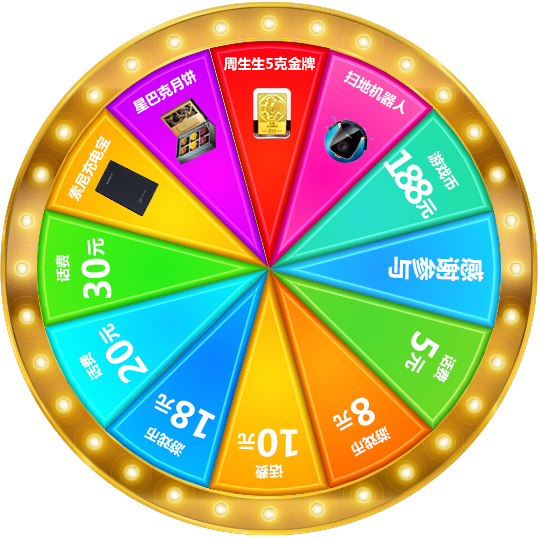 周生生5克金牌
扫地机器人
游戏币
188元
感谢参与
话费
5元
游戏币
8元
话费
10元
游戏币
18元
话费
20元
话费
30元
索尼充电宝
星巴克月饼